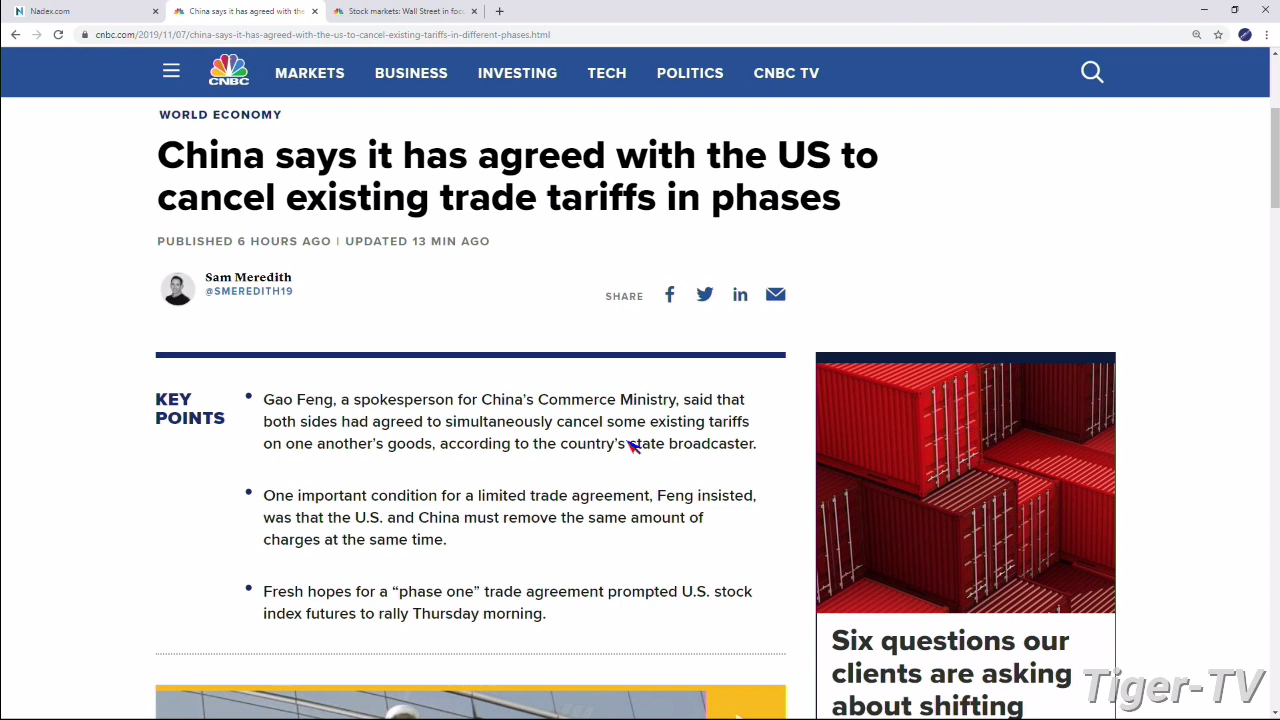 Nadex.com
China says it has agreed with the
Stock markets: Wall Street in focu
cnbc.com/2019/11/07/china-says-it-has-agreed-with-the-us-to-cancel-existing-tariffs-in-different-phases.html
CNBC
MARKETS BUSINESS INVESTING TECH POLITICS CNBC TV
WORLD ECONOMY
China says it has agreed with the US to
cancel existing trade tariffs in phases
PUBLISHED 6 HOURS AGO | UPDATED 13 MIN AGO
Sam Meredith
@SMEREDITH19
SHARE
KEY
POINTS
• Gao Feng, a spokesperson for China's Commerce Ministry, said that
both sides had agreed to simultaneously cancel some existing tariffs
on one another's goods, according to the country's state broadcaster.
• One important condition for a limited trade agreement, Feng insisted,
was that the U.S. and China must remove the same amount of
charges at the same time.
• Fresh hopes for a “phase one” trade agreement prompted U.S. stock
index futures to rally Thursday morning.
Six questions our
clients are asking
about shifting
Tiger-TV